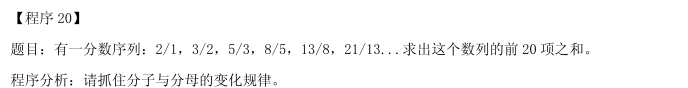 【程序 20】
题目：有一分数序列：2/1，3/2，5/3，8/5，13/8，21/13...求出这个数列的前 20 项之和。
程序分析：请抓住分子与分母的变化规律。